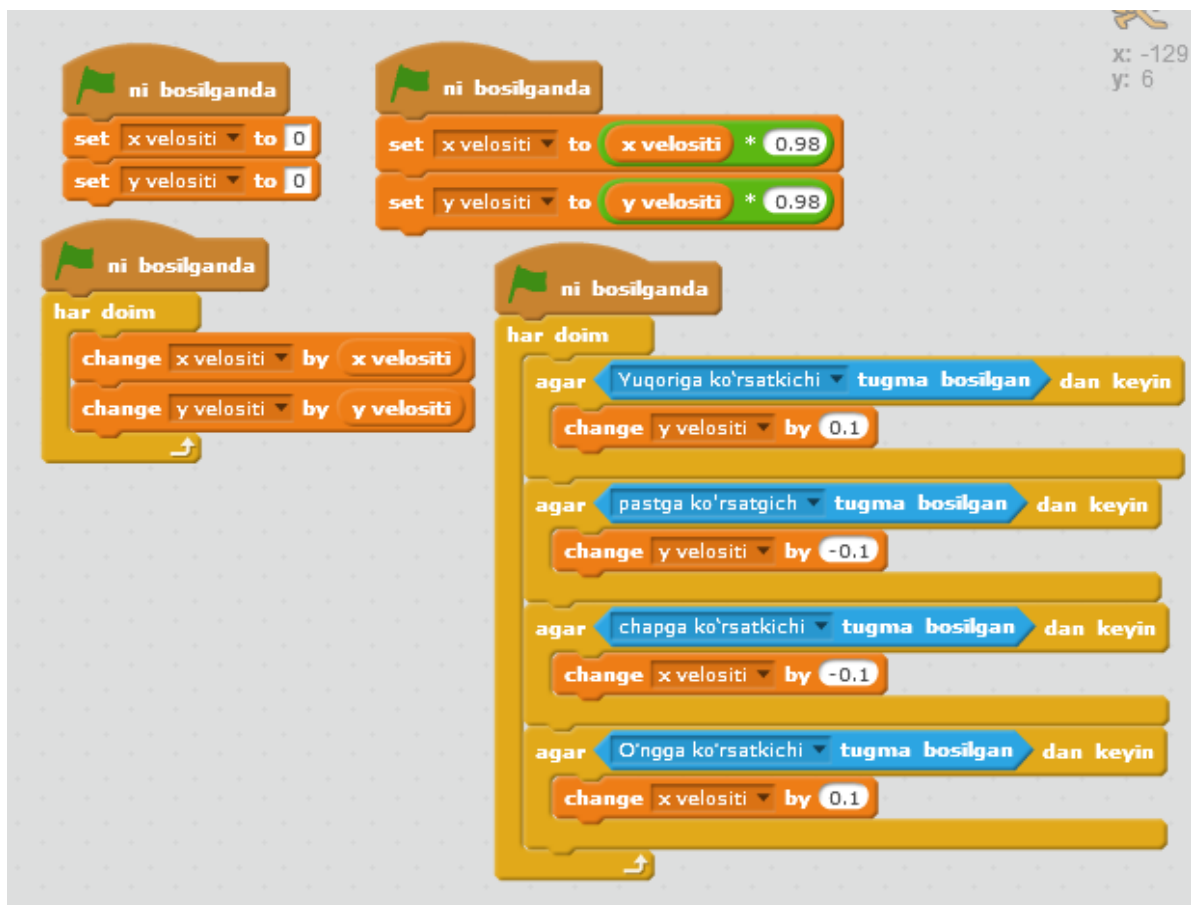 x: -129
y: 6
ni bosilganda
set x velositi to 0
set y velositi to 0
ni bosilganda
set x velositi to x velositi * 0.98
set y velositi to y velositi * 0.98
ni bosilganda
har doim
change x velositi by x velositi
change y velositi by y velositi
ni bosilganda
har doim
agar Yuqoriga ko‘rsatkichi tugma bosilgan dan keyin
change y velositi by 0.1
agar pastga ko'rsatgich tugma bosilgan dan keyin
change y velositi by -0.1
agar chapga ko‘rsatkichi tugma bosilgan dan keyin
change x velositi by -0.1
agar O‘ngga ko‘rsatkichi tugma bosilgan dan keyin
change x velositi by 0.1